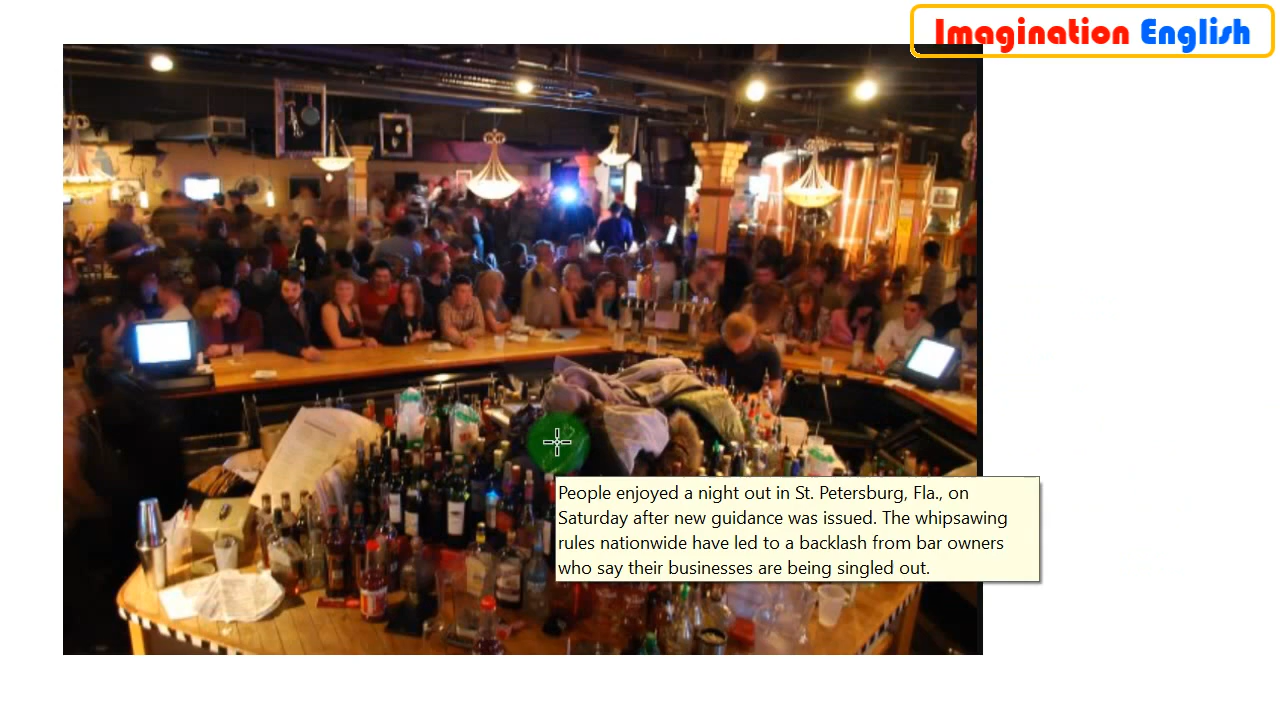 Imagination English
People enjoyed a night out in St. Petersburg, Fla., on
Saturday after new guidance was issued. The whipsawing
rules nationwide have led to a backlash from bar owners
who say their businesses are being singled out.